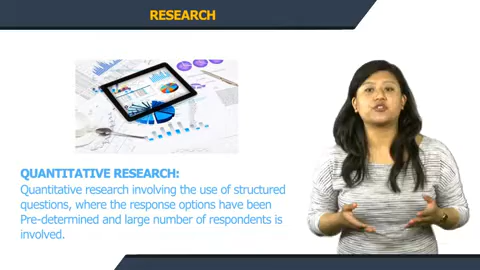 RESEARCH
QUANTITATIVE RESEARCH:
Quantitative research involving the use of structured
questions, where the response options have been
Pre-determined and large number of respondents is
involved.